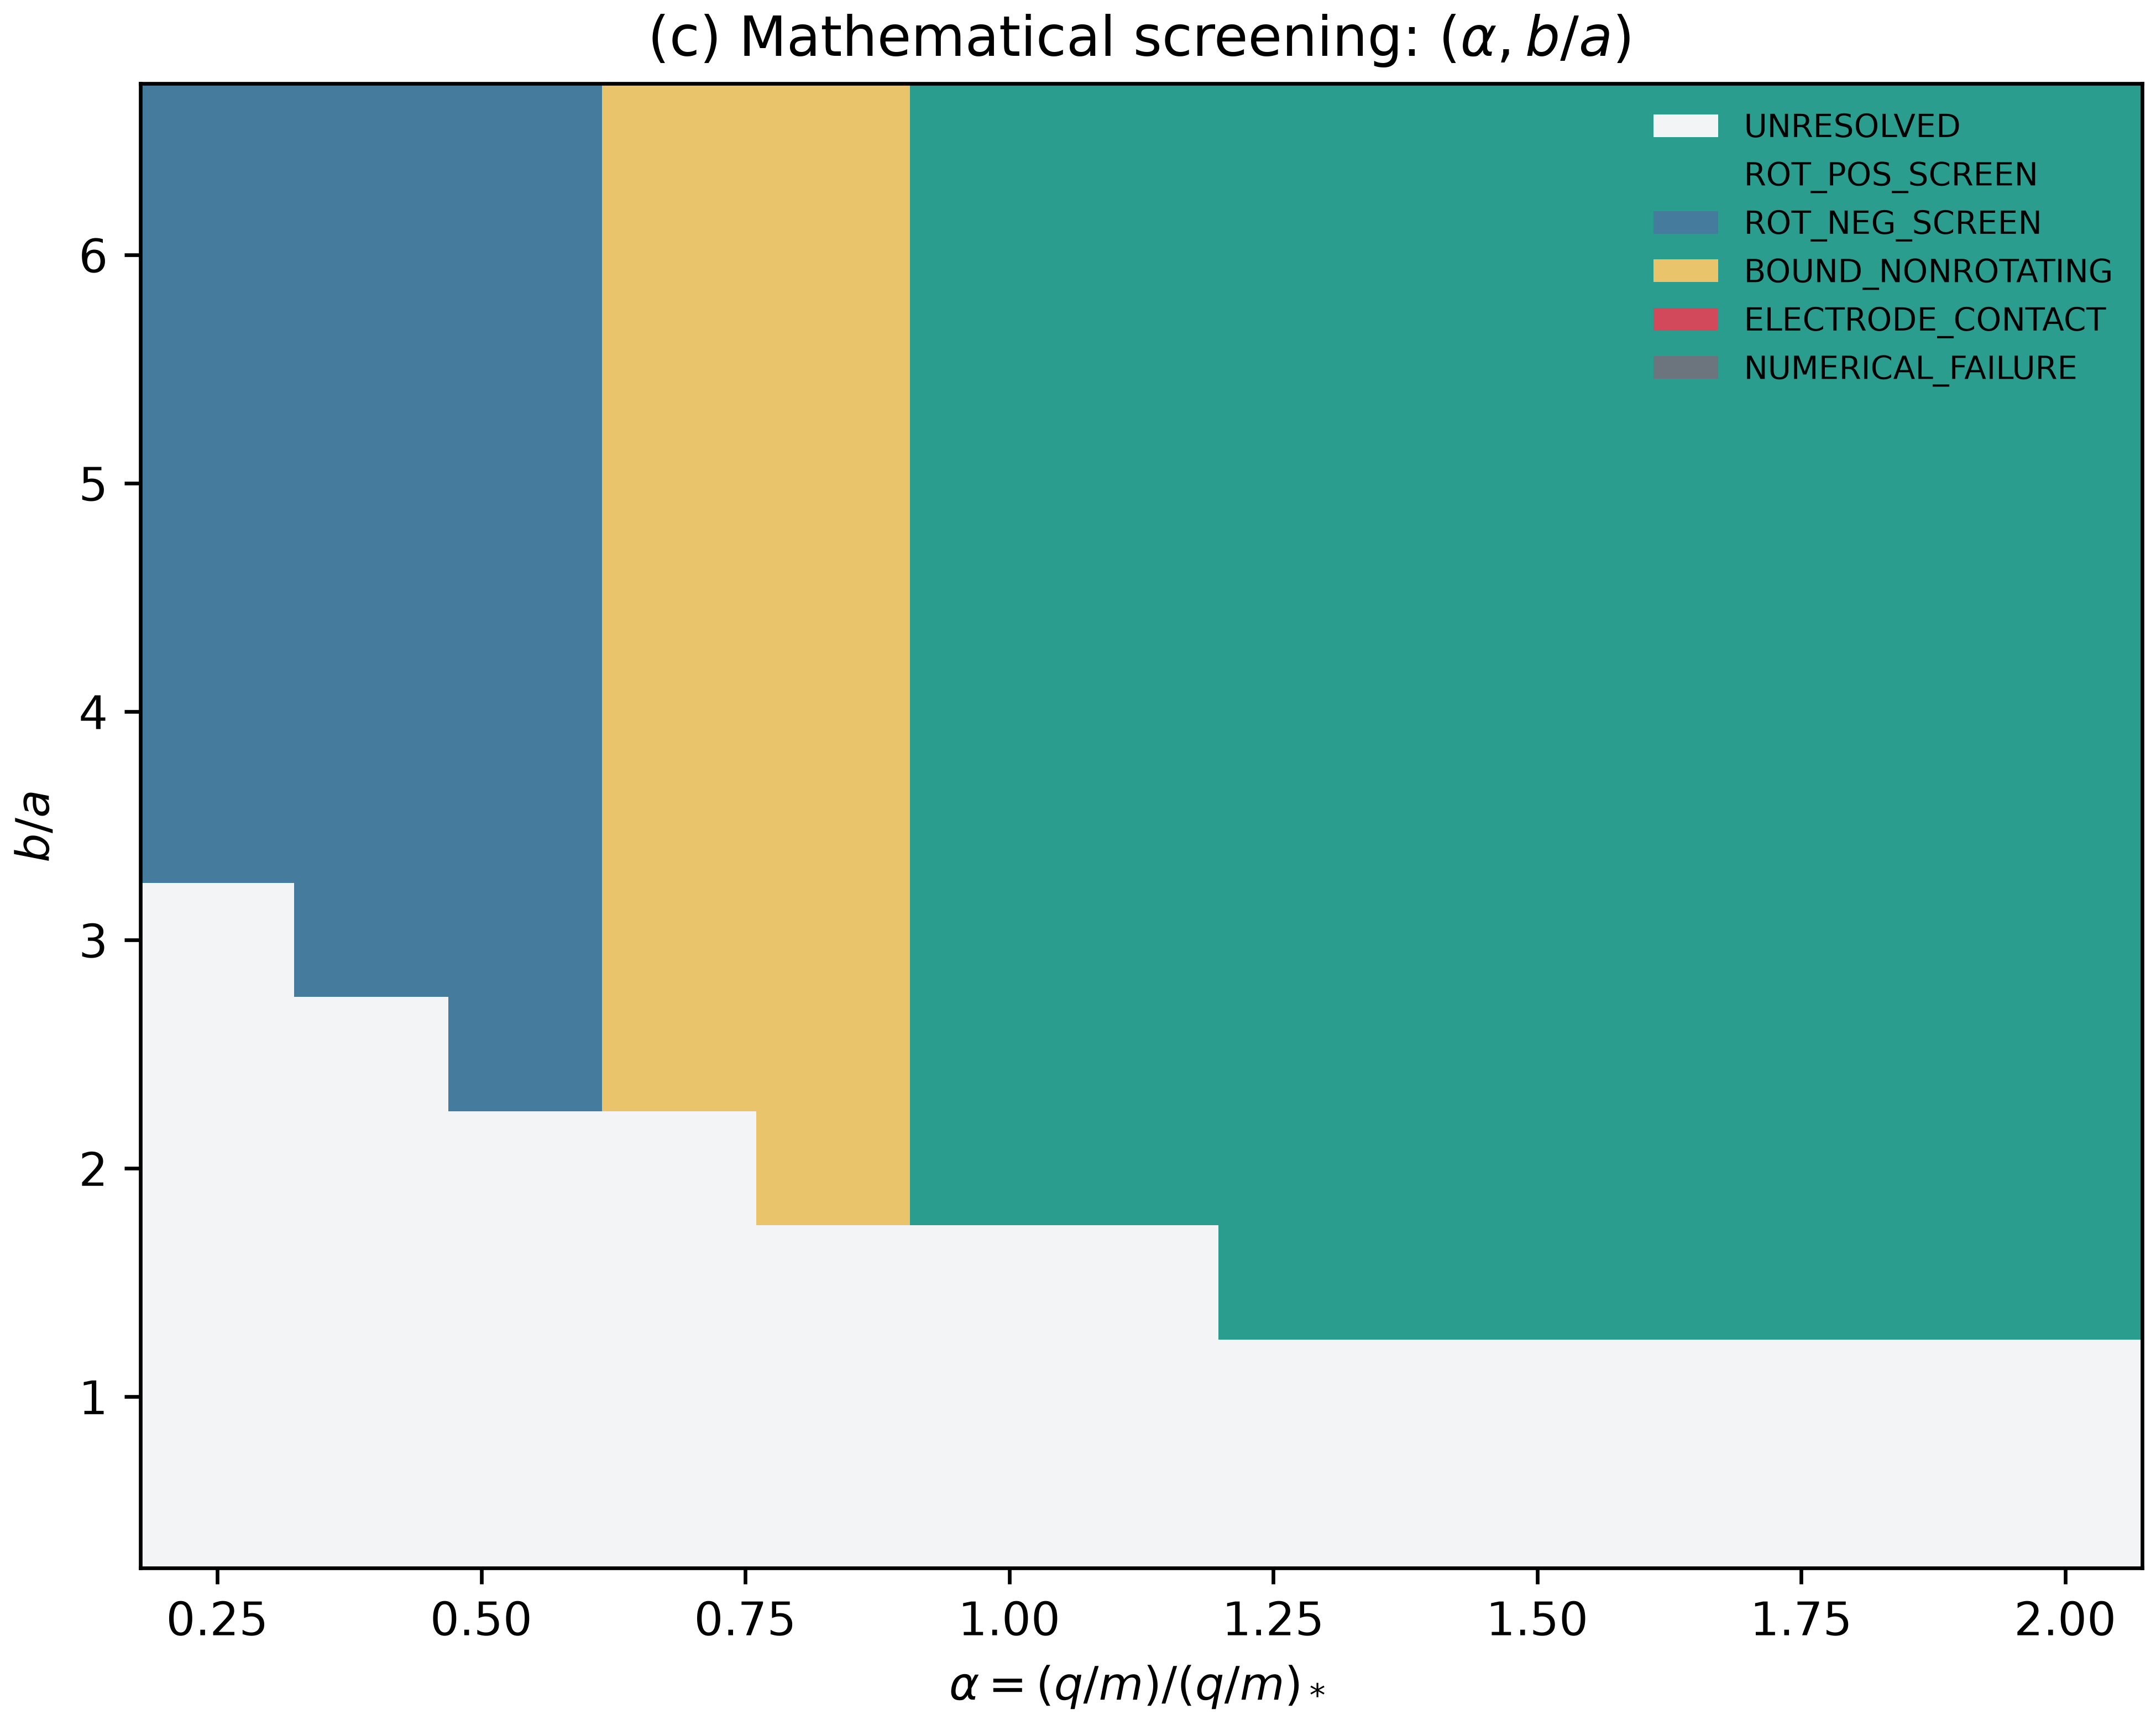 (c) Mathematical screening: (α, b/a)
UNRESOLVED
ROT_POS_SCREEN
ROT_NEG_SCREEN
BOUND_NONROTATING
ELECTRODE_CONTACT
NUMERICAL_FAILURE
6
5
4
3
2
1
b/a
0.25 0.50 0.75 1.00 1.25 1.50 1.75 2.00
α = (q/m)/(q/m)*